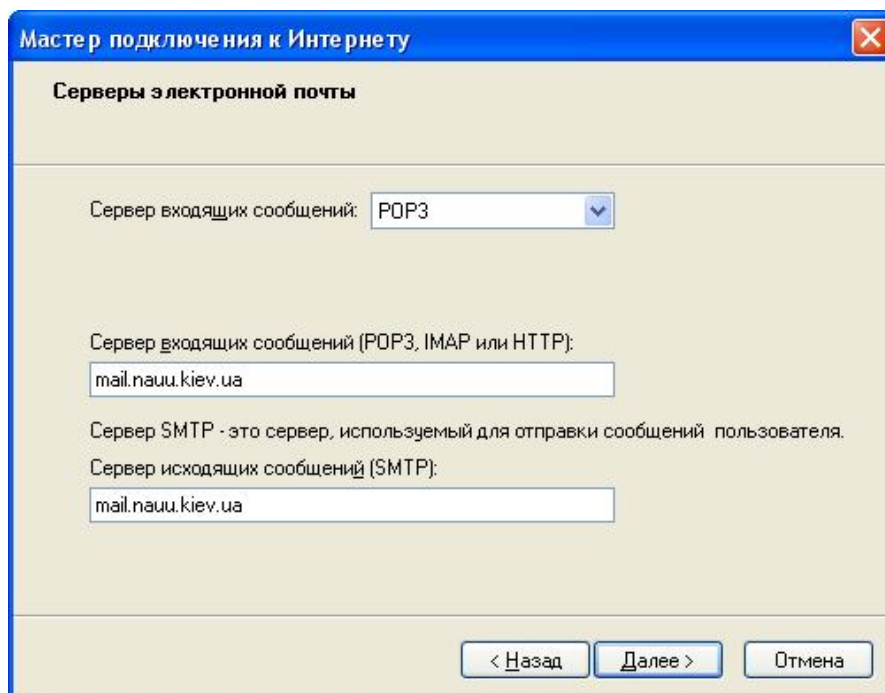 Мастер подключения к Интернету
Серверы электронной почты
Сервер входящих сообщений: POP3
Сервер входящих сообщений (POP3, IMAP или HTTP):
mail.nauu.kiev.ua
Сервер SMTP - это сервер, используемый для отправки сообщений пользователя.
Сервер исходящих сообщений (SMTP):
mail.nauu.kiev.ua
< Назад Далее > Отмена